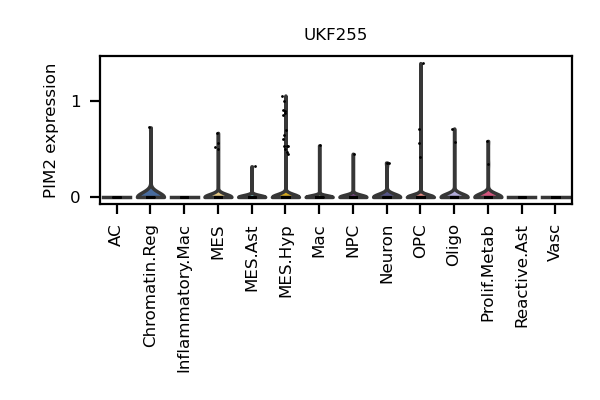 UKF255
PIM2 expression
1
0
AC
Chromatin.Reg
Inflammatory.Mac
MES
MES.Ast
MES.Hyp
Mac
NPC
Neuron
OPC
Oligo
Prolif.Metab
Reactive.Ast
Vasc